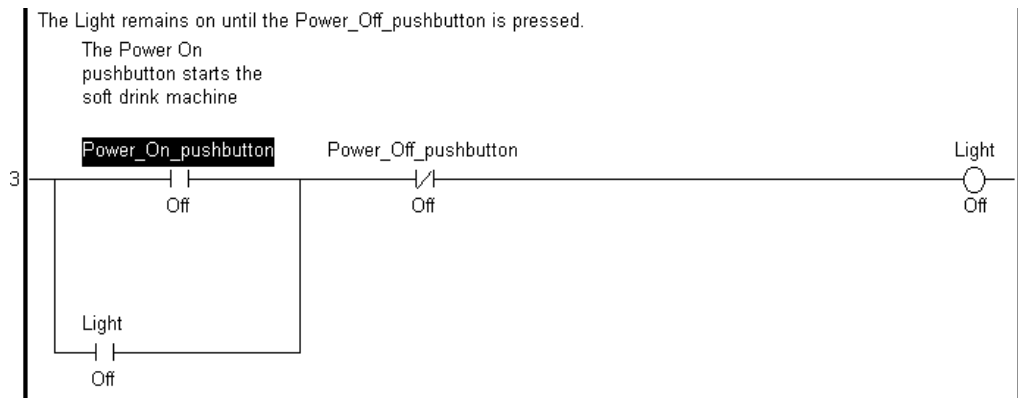 The Light remains on until the Power_Off_pushbutton is pressed.
The Power On
pushbutton starts the
soft drink machine
Power_On_pushbutton Power_Off_pushbutton Light
3
Off Off Off
Light
Off